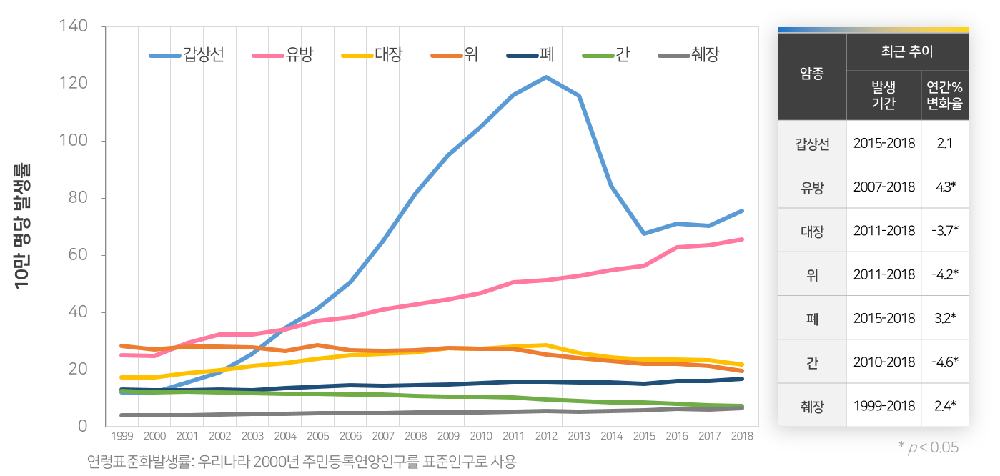 140
120
100
80
60
40
20
0
10만 명당 발생률
갑상선 유방 대장 위 폐 간 췌장
1999 2000 2001 2002 2003 2004 2005 2006 2007 2008 2009 2010 2011 2012 2013 2014 2015 2016 2017 2018
연령표준화발생률: 우리나라 2000년 주민등록연앙인구를 표준인구로 사용
암종 최근 추이
발생 연간%
기간 변화율
갑상선 2015-2018 2.1
유방 2007-2018 4.3*
대장 2011-2018 -3.7*
위 2011-2018 -4.2*
폐 2015-2018 3.2*
간 2010-2018 -4.6*
췌장 1999-2018 2.4*
* p < 0.05